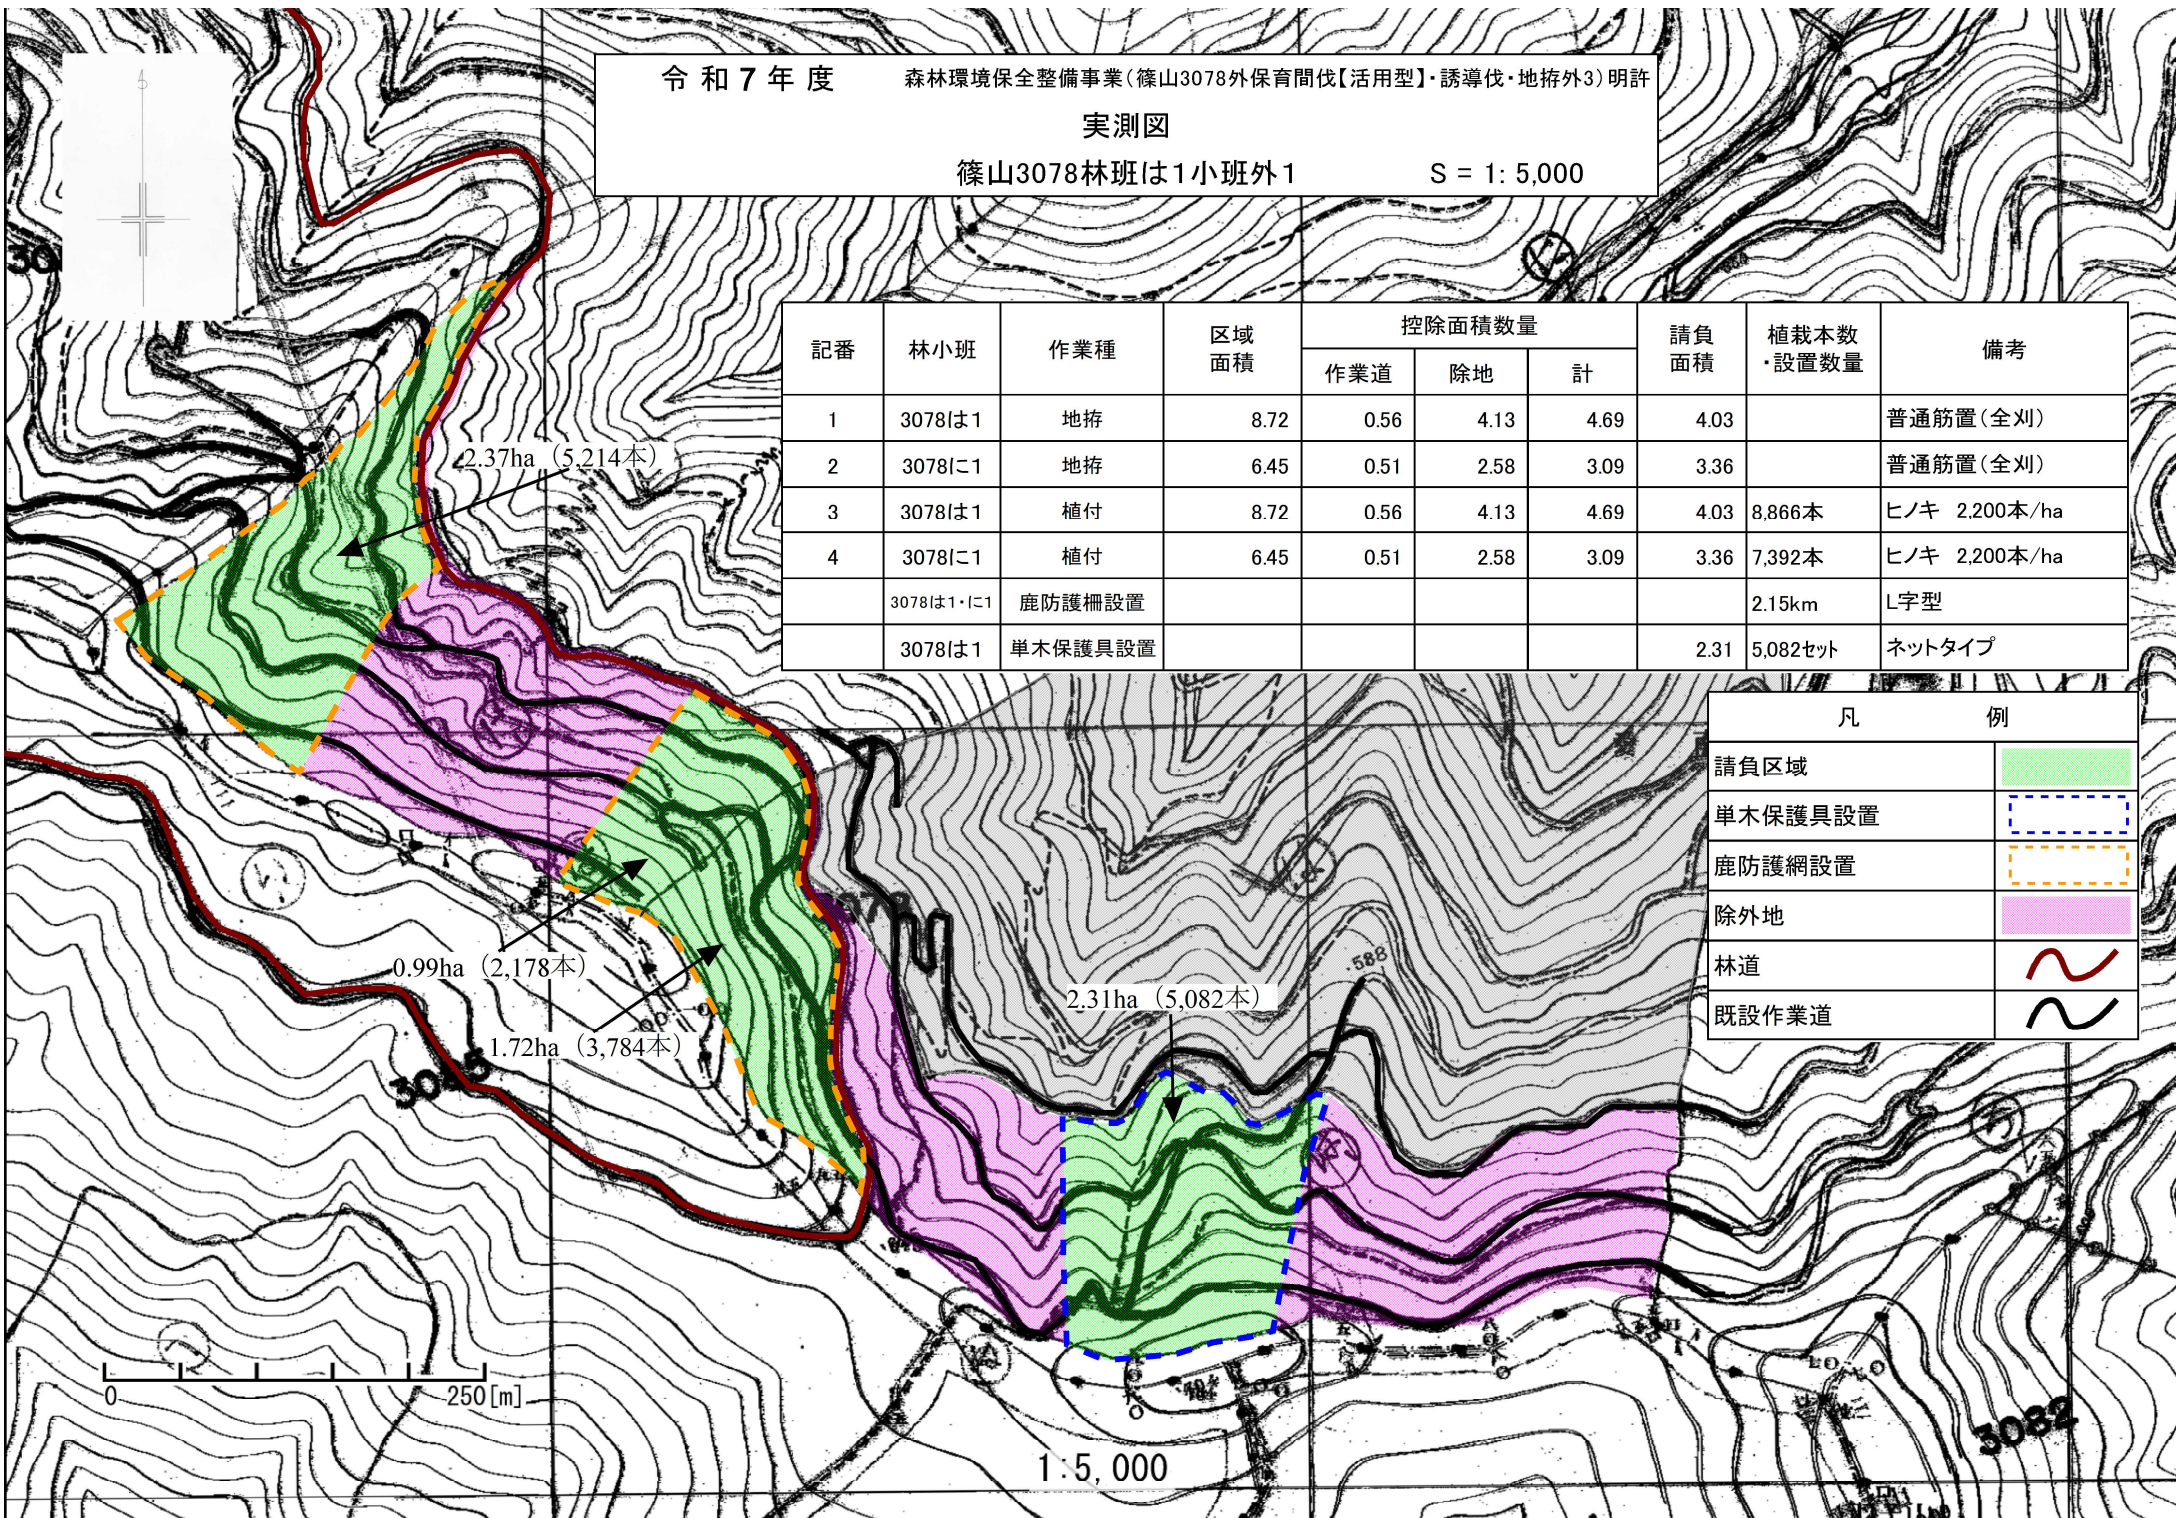 令和７年度 森林環境保全整備事業（篠山3078外保育間伐【活用型】・誘導伐・地拵外3）明許
実測図
篠山3078林班は1小班外1 S = 1: 5,000
記番 林小班 作業種 区域面積 控除面積数量 請負面積 植栽本数・設置数量 備考
作業道 除地 計
1 3078は1 地拵 8.72 0.56 4.13 4.69 4.03 普通筋置（全刈）
2 3078に1 地拵 6.45 0.51 2.58 3.09 3.36 普通筋置（全刈）
3 3078は1 植付 8.72 0.56 4.13 4.69 4.03 8,866本 ヒノキ 2,200本/ha
4 3078に1 植付 6.45 0.51 2.58 3.09 3.36 7,392本 ヒノキ 2,200本/ha
3078は1・に1 鹿防護柵設置 2.15km L字型
3078は1 単木保護具設置 2.31 5,082セット ネットタイプ
2.37ha（5,214本）
凡 例
請負区域
単木保護具設置
鹿防護網設置
除外地
林道
既設作業道
0.99ha（2,178本）
1.72ha（3,784本）
2.31ha（5,082本）
588
3082
0 250[m]
1:5,000